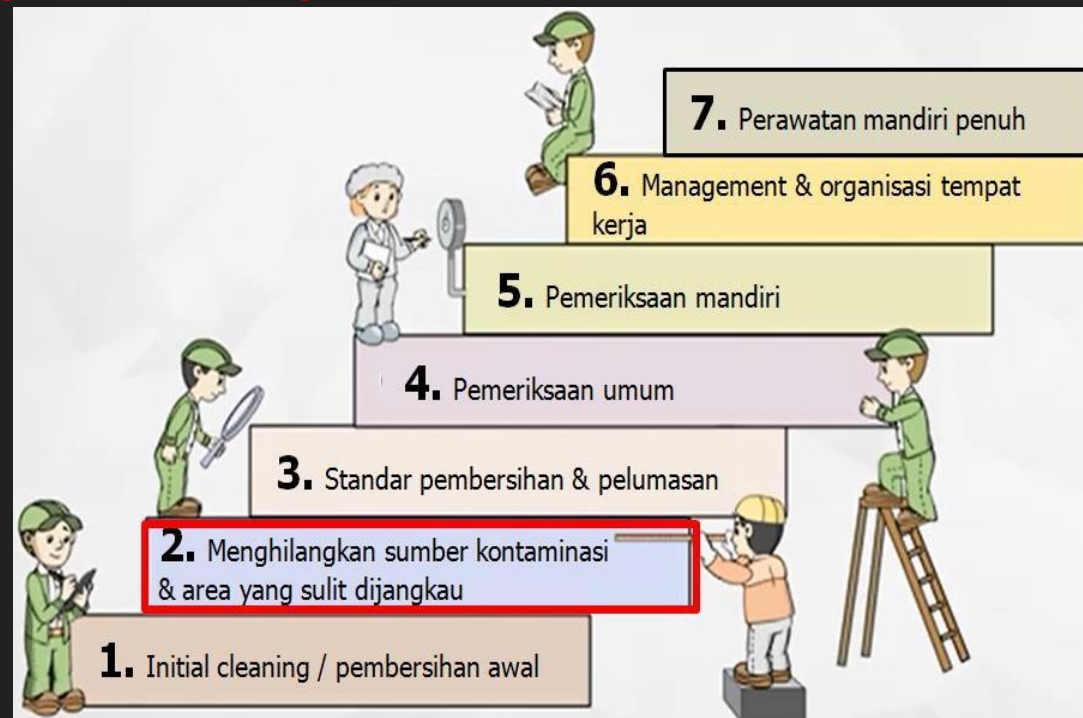 7. Perawatan mandiri penuh
6. Management & organisasi tempat
kerja
5. Pemeriksaan mandiri
4. Pemeriksaan umum
3. Standar pembersihan & pelumasan
2. Menghilangkan sumber kontaminasi
& area yang sulit dijangkau
1. Initial cleaning / pembersihan awal